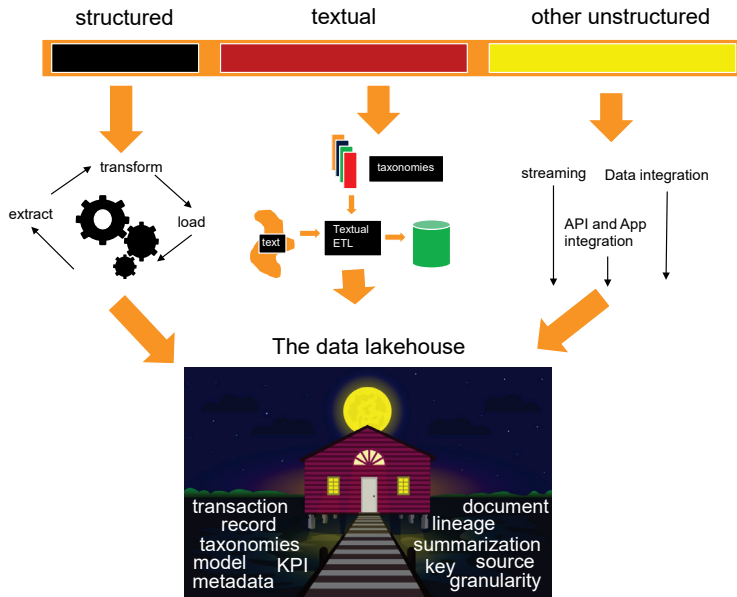 structured
textual
other unstructured
transform
extract
load
taxonomies
text
Textual
ETL
streaming
Data integration
API and App
integration
The data lakehouse
transaction
record
taxonomies
model
KPI
metadata
document
lineage
summarization
key
source
granularity